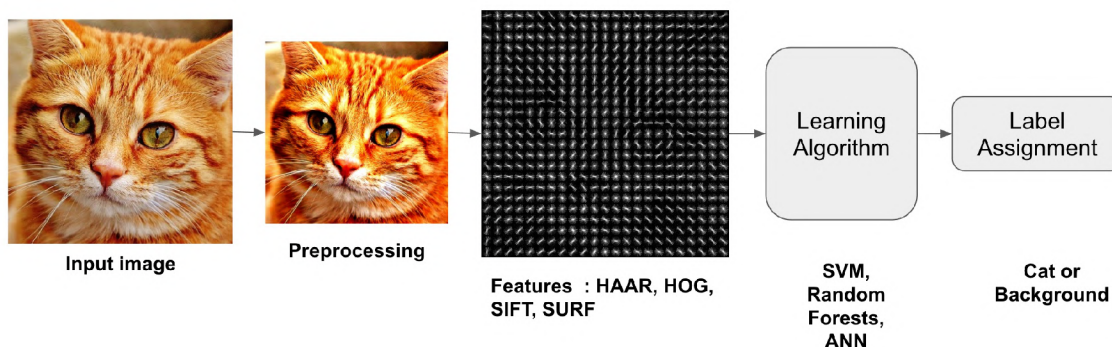 Input image
Preprocessing
Features : HAAR, HOG,
SIFT, SURF
Learning
Algorithm
SVM,
Random
Forests,
ANN
Label
Assignment
Cat or
Background